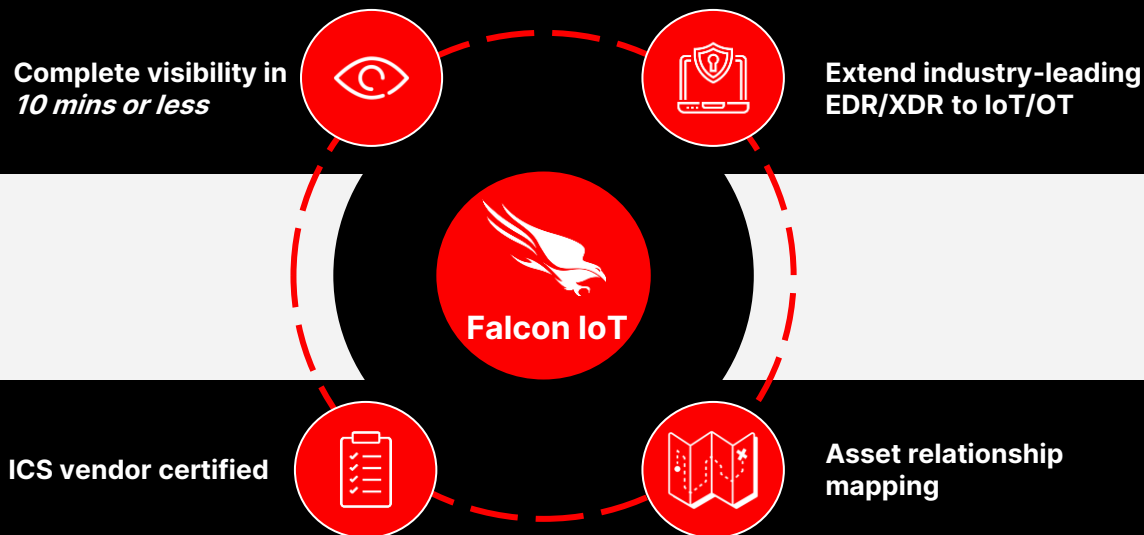 Complete visibility in
10 mins or less
Extend industry-leading
EDR/XDR to IoT/OT
Falcon IoT
ICS vendor certified
Asset relationship
mapping